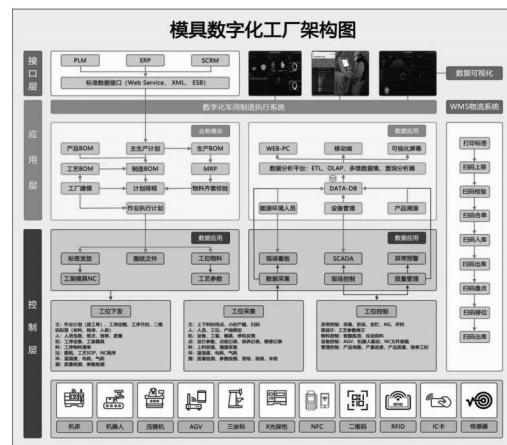 模具数字化工厂架构图
接口层
PLM
ERP
SCRM
标准数据接口（Web Service、XML、ESB）
数据可视化
数字化车间制造执行系统
WMS物流系统
应用层
业务模块
产品BOM
主生产计划
生产BOM
工艺BOM
制造BOM
MRP
工厂建模
计划排程
物料齐套校验
作业执行计划
数据应用
WEB-PC
移动端
可视化屏幕
数据分析平台：ETL、OLAP、多维数据集、查询分析器
DATA-DB
能源环境人员
设备管理
产品溯源
打印标签
扫码上架
扫码检验
扫码合单
扫码入库
扫码出库
扫码盘点
扫码移位
扫码出库
控制层
数据应用
标签发放
图纸文件
工位物料
工装模具NC
工艺参数
数据应用
现场看板
SCADA
异常预警
数据采集
现场控制
质量管理
工位下发
工位采集
工位控制
机床
机器人
压铸机
AGV
三坐标
X光探伤
NFC
二维码
RFID
IC卡
传感器